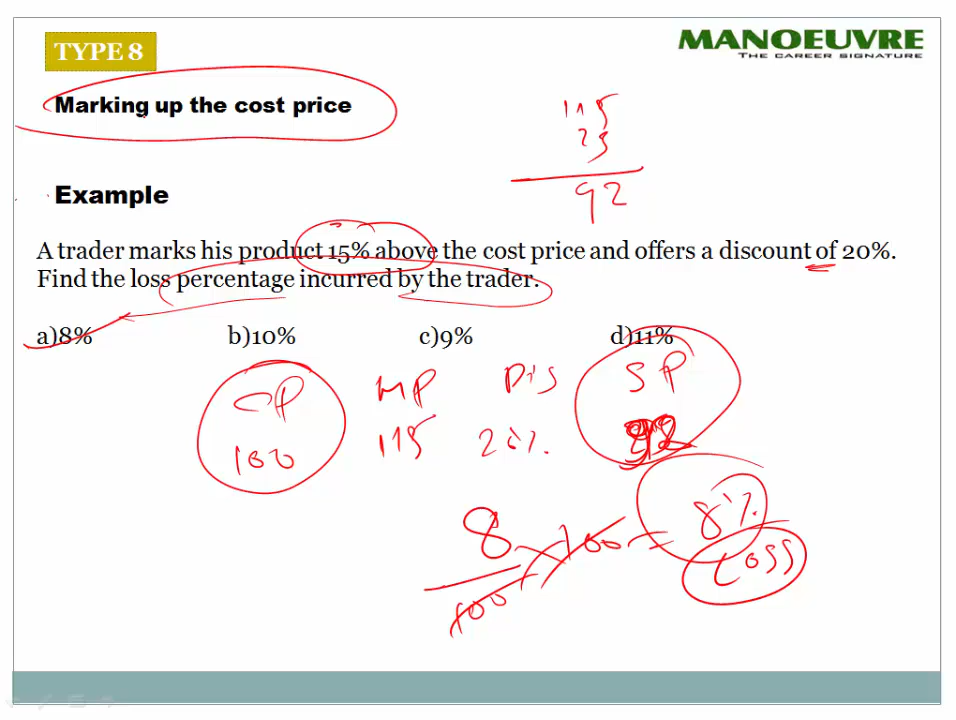 TYPE 8
MANOEUVRE
THE CAREER SIGNATURE
Marking up the cost price
115
23
92
Example
A trader marks his product 15% above the cost price and offers a discount of 20%.
Find the loss percentage incurred by the trader.
a)8% b)10% c)9% d)11%
CP MP Dis SP
100 115 20% 92
8 × 100 = 8%
100
Loss